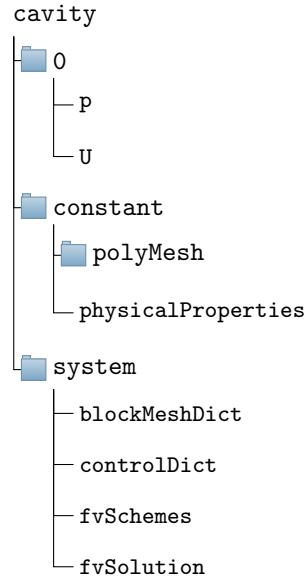 cavity
0
p
U
constant
polyMesh
physicalProperties
system
blockMeshDict
controlDict
fvSchemes
fvSolution